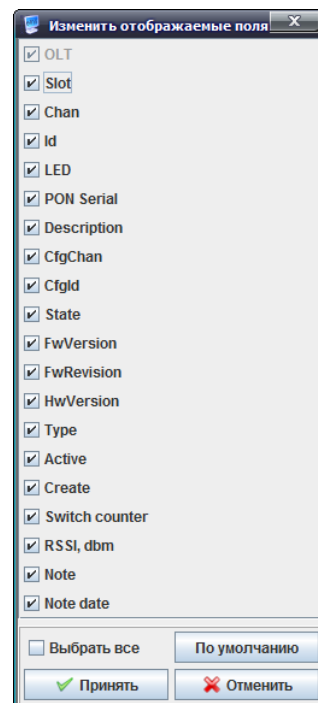 Изменить отображаемые поля
OLT
Slot
Chan
Id
LED
PON Serial
Description
CfgChan
CfgId
State
FwVersion
FwRevision
HwVersion
Type
Active
Create
Switch counter
RSSI, dbm
Note
Note date
Выбрать все
По умолчанию
Принять
Отменить